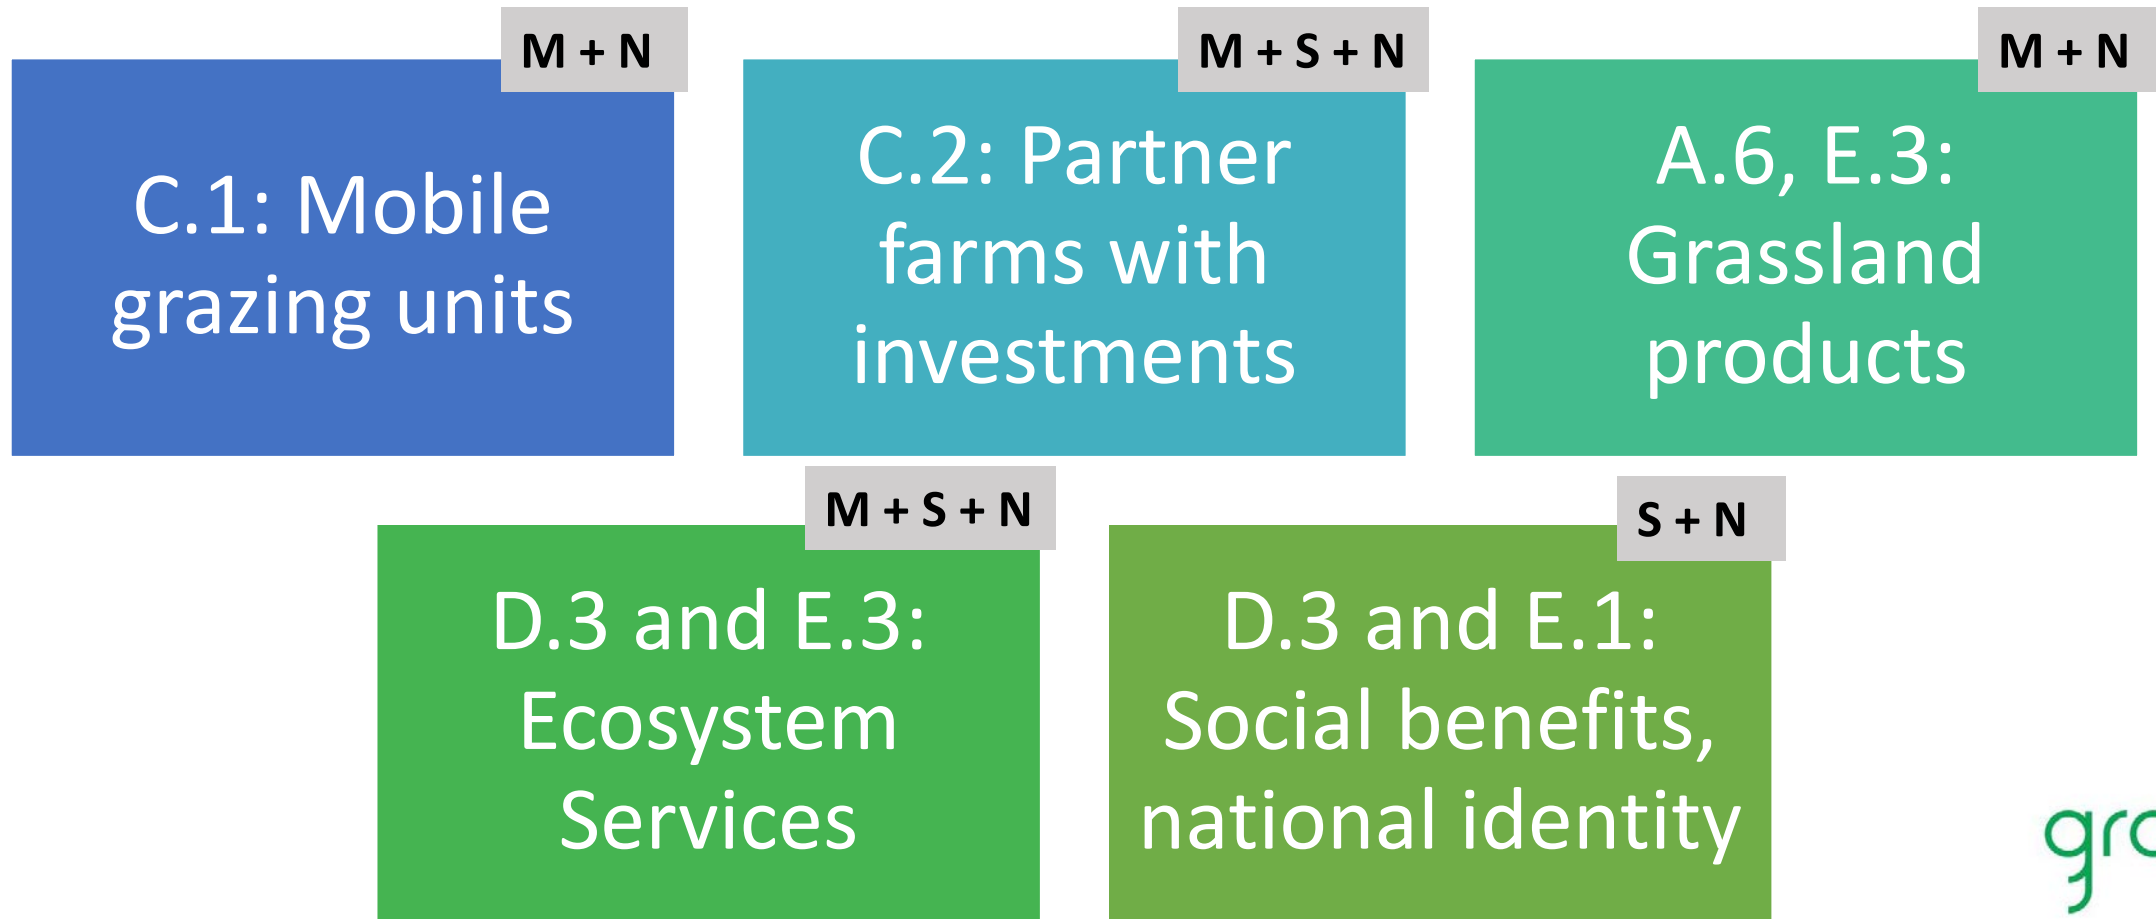 M + N
C.1: Mobile
grazing units
M + S + N
C.2: Partner
farms with
investments
M + N
A.6, E.3:
Grassland
products
M + S + N
D.3 and E.3:
Ecosystem
Services
S + N
D.3 and E.1:
Social benefits,
national identity